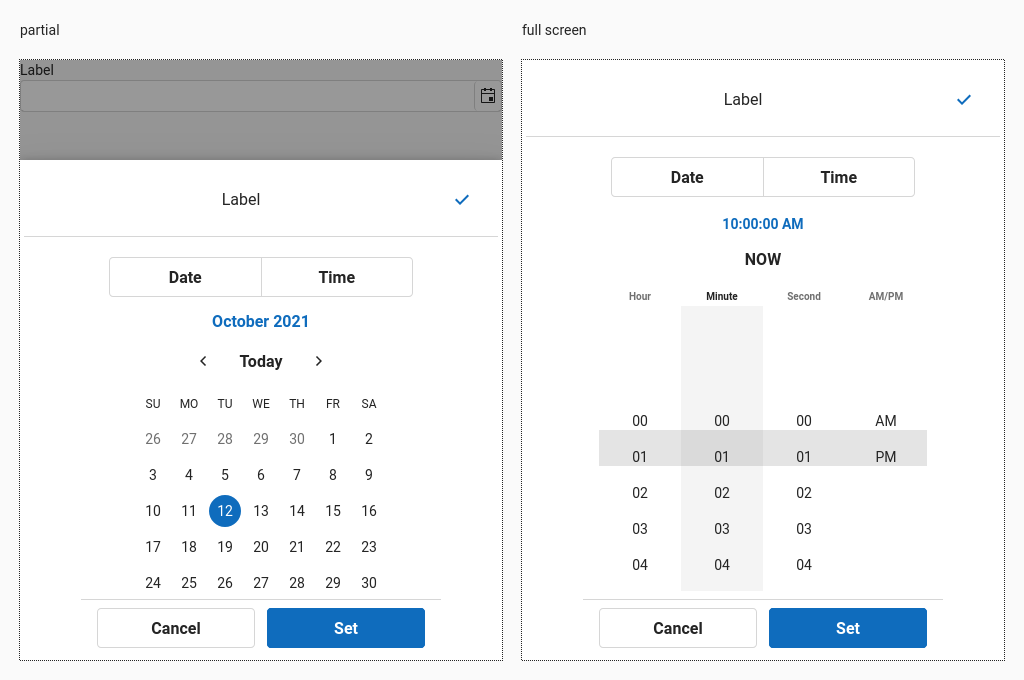 partial
Label
Label
Date Time
October 2021
Today
SU MO TU WE TH FR SA
26 27 28 29 30 1 2
3 4 5 6 7 8 9
10 11 12 13 14 15 16
17 18 19 20 21 22 23
24 25 26 27 28 29 30
Cancel Set
full screen
Label
Date Time
10:00:00 AM
NOW
Hour Minute Second AM/PM
00 00 00 AM
01 01 01 PM
02 02 02
03 03 03
04 04 04
Cancel Set